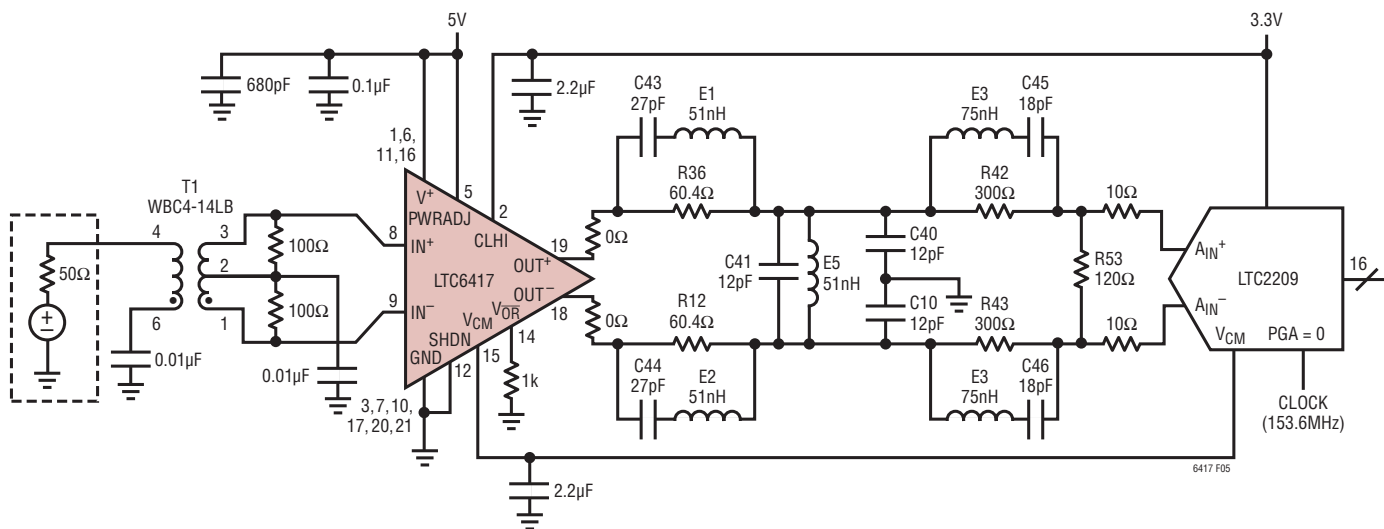 5V
3.3V
680pF
0.1µF
2.2µF
C43
27pF
E1
51nH
E3
75nH
C45
18pF
1,6,
11,16
T1
WBC4-14LB
4
3
2
1
6
50Ω
100Ω
100Ω
0.01µF
0.01µF
8
9
V+
PWRADJ
5
2
CLHI
IN+
LTC6417
IN–
OUT+
OUT–
19
18
VCM
VOR
SHDN
GND
14
15
12
3,7,10,
17,20,21
1k
0Ω
0Ω
R36
60.4Ω
R12
60.4Ω
C44
27pF
E2
51nH
C41
12pF
E5
51nH
C40
12pF
C10
12pF
R42
300Ω
R43
300Ω
E3
75nH
C46
18pF
R53
120Ω
10Ω
10Ω
AIN+
LTC2209
AIN–
VCM
PGA = 0
16
CLOCK
(153.6MHz)
2.2µF
6417 F05